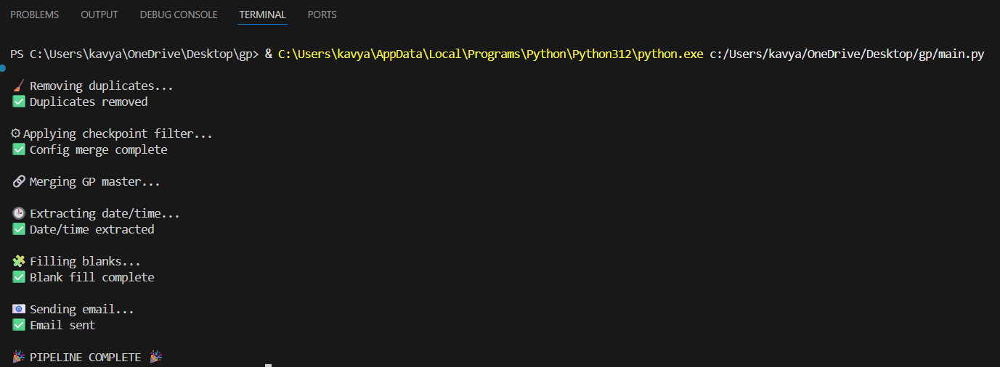 PROBLEMS OUTPUT DEBUG CONSOLE TERMINAL PORTS
PS C:\Users\kavya\OneDrive\Desktop\gp> & C:\Users\kavya\AppData\Local\Programs\Python\Python312\python.exe c:/Users/kavya/OneDrive/Desktop/gp/main.py
🧹 Removing duplicates...
✅ Duplicates removed
⚙ Applying checkpoint filter...
✅ Config merge complete
🔗 Merging GP master...
🕒 Extracting date/time...
✅ Date/time extracted
🧩 Filling blanks...
✅ Blank fill complete
📧 Sending email...
✅ Email sent
🎉 PIPELINE COMPLETE 🎉